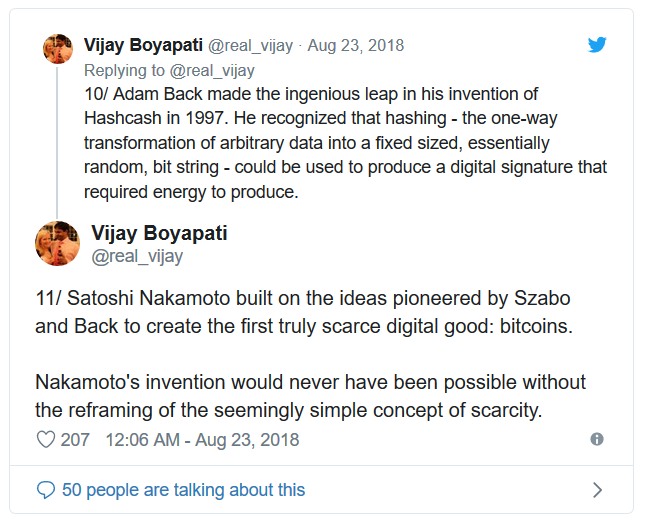 Vijay Boyapati @real_vijay · Aug 23, 2018
Replying to @real_vijay
10/ Adam Back made the ingenious leap in his invention of
Hashcash in 1997. He recognized that hashing - the one-way
transformation of arbitrary data into a fixed sized, essentially
random, bit string - could be used to produce a digital signature that
required energy to produce.
Vijay Boyapati
@real_vijay
11/ Satoshi Nakamoto built on the ideas pioneered by Szabo
and Back to create the first truly scarce digital good: bitcoins.
Nakamoto's invention would never have been possible without
the reframing of the seemingly simple concept of scarcity.
207 12:06 AM - Aug 23, 2018
50 people are talking about this